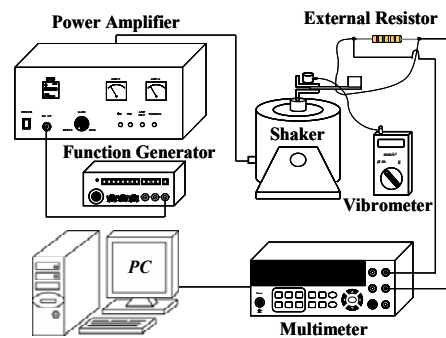 Power Amplifier
External Resistor
Shaker
Function Generator
Vibrometer
PC
Multimeter